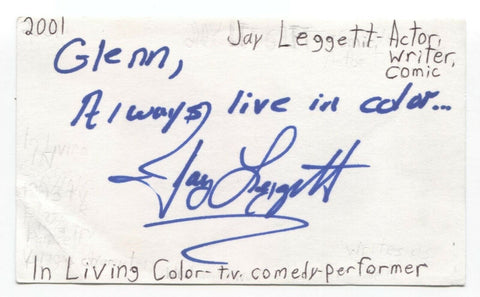 2001
Jay Leggett - Actor,
Writer,
Comic
Glenn,
Always live in color...
Jay Leggett
In Living Color - t.v. comedy-performer